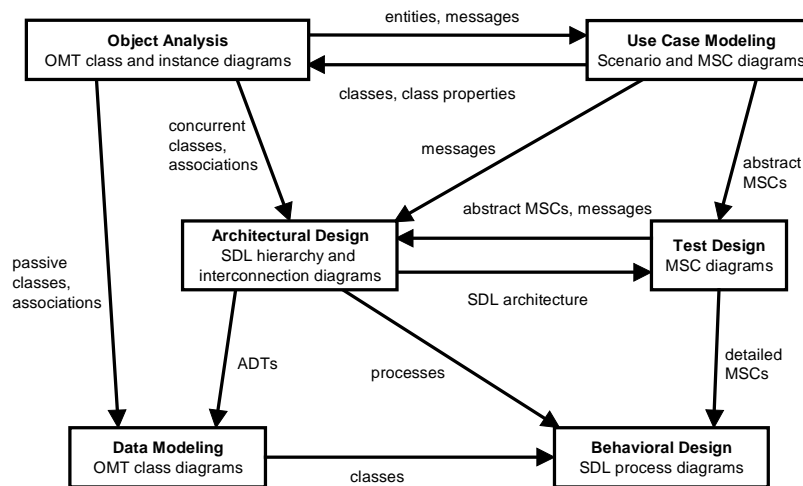 entities, messages
Object Analysis
OMT class and instance diagrams
Use Case Modeling
Scenario and MSC diagrams
classes, class properties
concurrent
classes,
associations
messages
abstract
MSCs
abstract MSCs, messages
Architectural Design
SDL hierarchy and
interconnection diagrams
Test Design
MSC diagrams
passive
classes,
associations
SDL architecture
ADTs
processes
detailed
MSCs
Data Modeling
OMT class diagrams
Behavioral Design
SDL process diagrams
classes